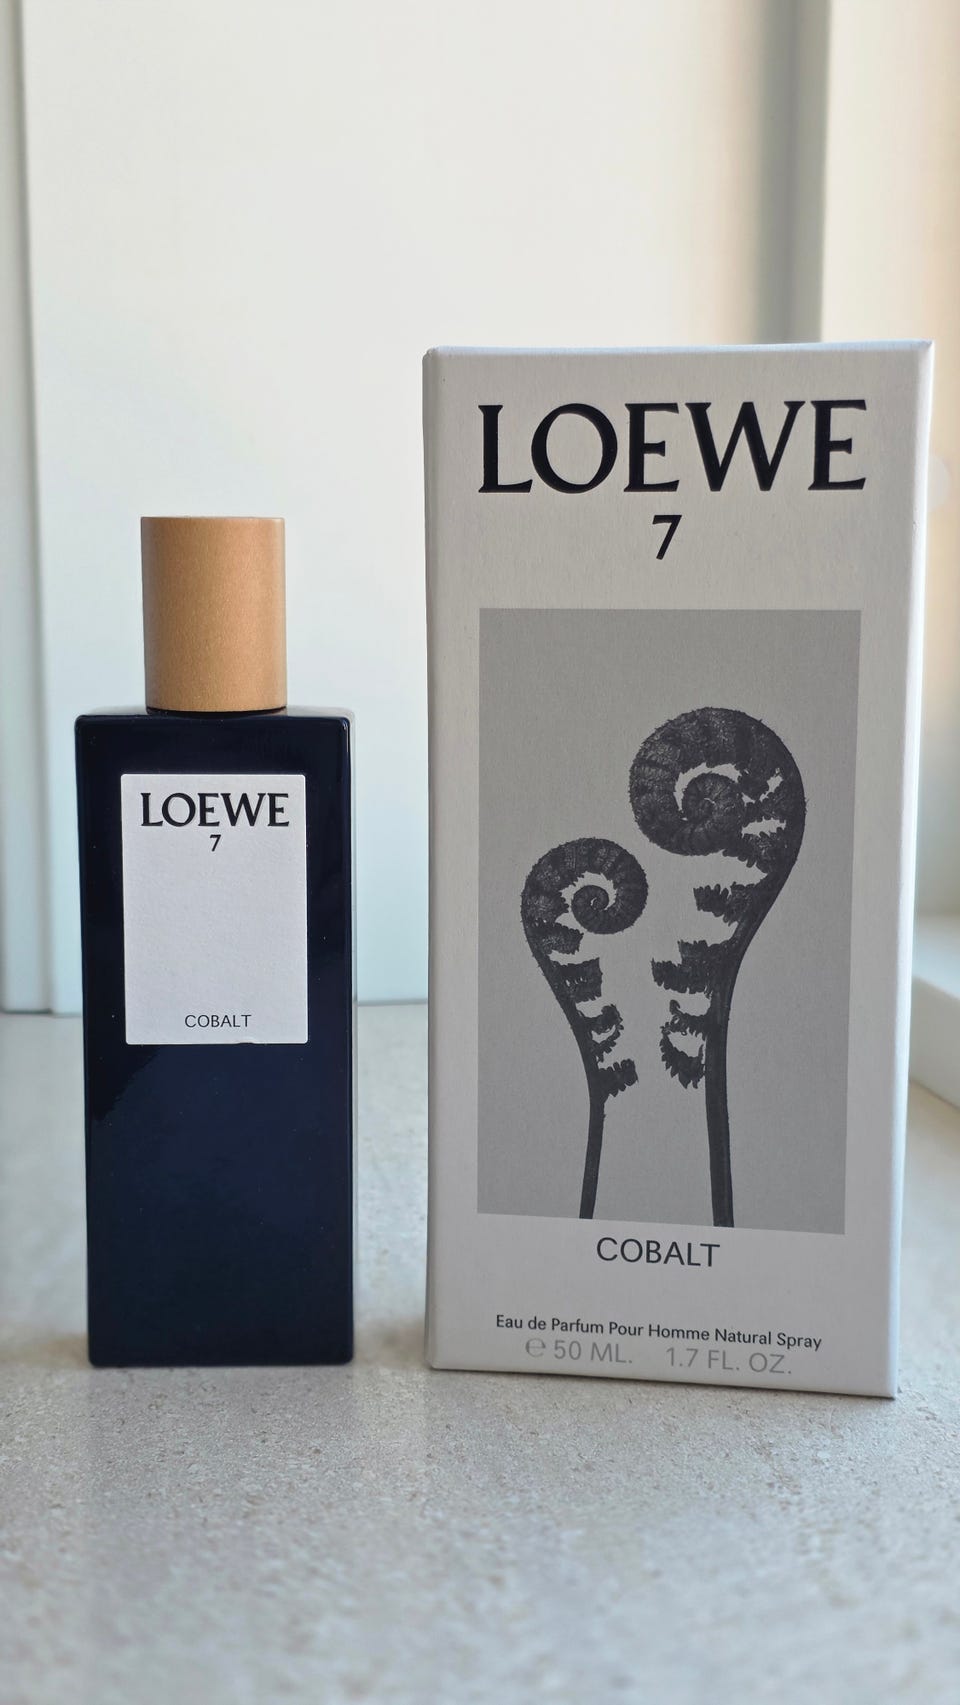 LOEWE
7
COBALT
LOEWE
7
COBALT
Eau de Parfum Pour Homme Natural Spray
℮ 50 ML. 1.7 FL. OZ.